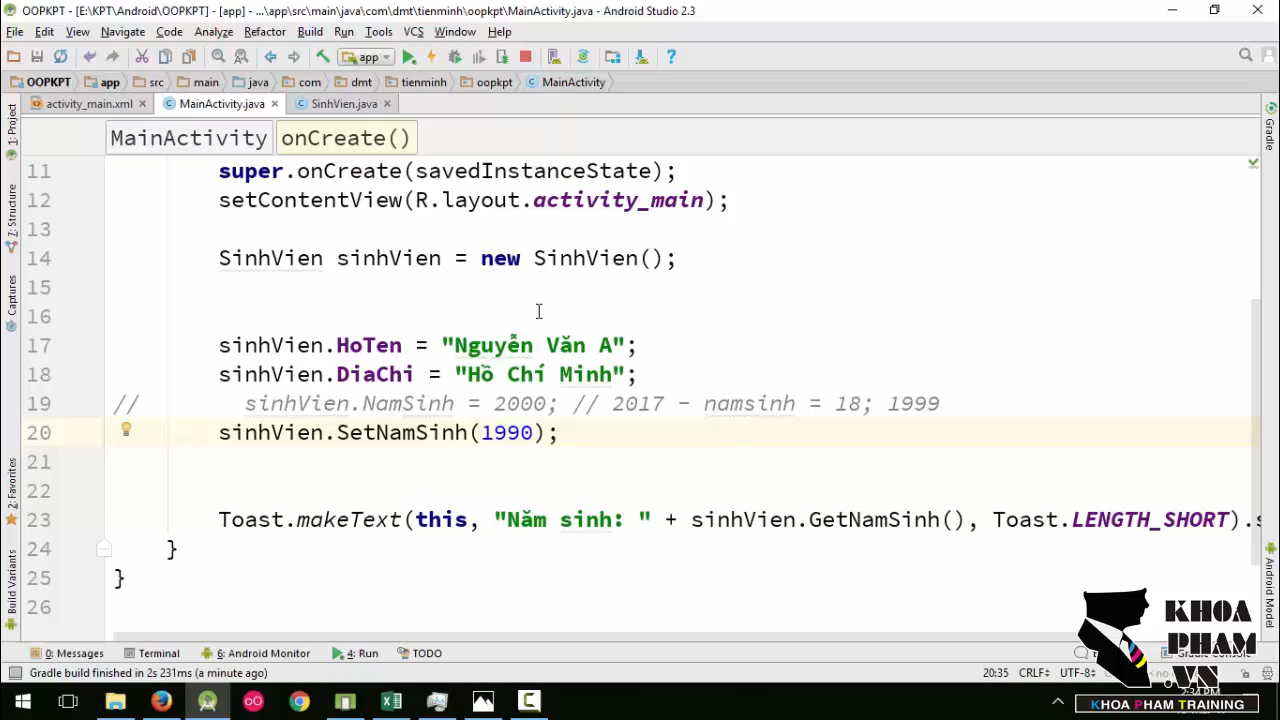 OOPKPT - [E:\KPT\Android\OOPKPT] - [app] - ...\app\src\main\java\com\dmt\tienminh\oopkpt\MainActivity.java - Android Studio 2.3
File Edit View Navigate Code Analyze Refactor Build Run Tools VCS Window Help
app
OOPKPT app src main java com dmt tienminh oopkpt MainActivity
activity_main.xml MainActivity.java SinhVien.java
1: Project
7: Structure
Captures
2: Favorites
Build Variants
Gradle
Android Model
MainActivity onCreate()
11 super.onCreate(savedInstanceState);
12 setContentView(R.layout.activity_main);
13
14 SinhVien sinhVien = new SinhVien();
15
16
17 sinhVien.HoTen = "Nguyễn Văn A";
18 sinhVien.DiaChi = "Hồ Chí Minh";
19 // sinhVien.NamSinh = 2000; // 2017 - namsinh = 18; 1999
20 sinhVien.SetNamSinh(1990);
21
22
23 Toast.makeText(this, "Năm sinh: " + sinhVien.GetNamSinh(), Toast.LENGTH_SHORT).s
24 }
25 }
26
0: Messages Terminal 6: Android Monitor 4: Run TODO
Gradle build finished in 2s 231ms (a minute ago) 20:35 CRLF UTF-8
KHOA
PHAM
VN
KHOA PHAM TRAINING